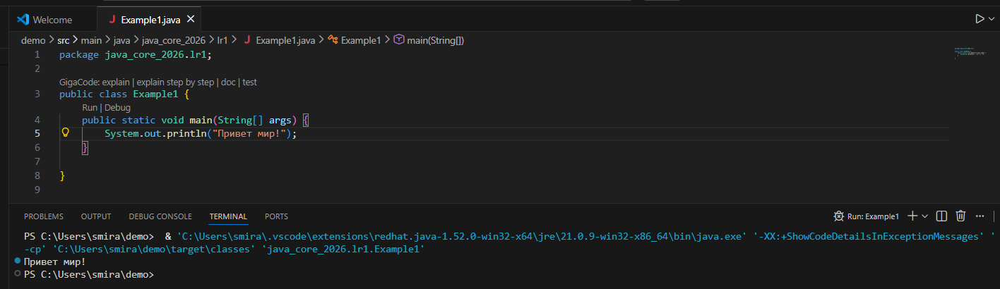 Welcome
Example1.java
demo > src > main > java > java_core_2026 > lr1 > Example1.java > Example1 > main(String[])
1 package java_core_2026.lr1;
2
GigaCode: explain | explain step by step | doc | test
3 public class Example1 {
Run | Debug
4 public static void main(String[] args) {
5 System.out.println("Привет мир!");
6 }
7
8 }
9
PROBLEMS OUTPUT DEBUG CONSOLE TERMINAL PORTS
Run: Example1
PS C:\Users\smira\demo> & 'C:\Users\smira\.vscode\extensions\redhat.java-1.52.0-win32-x64\jre\21.0.9-win32-x86_64\bin\java.exe' '-XX:+ShowCodeDetailsInExceptionMessages' '
-cp' 'C:\Users\smira\demo\target\classes' 'java_core_2026.lr1.Example1'
Привет мир!
PS C:\Users\smira\demo>